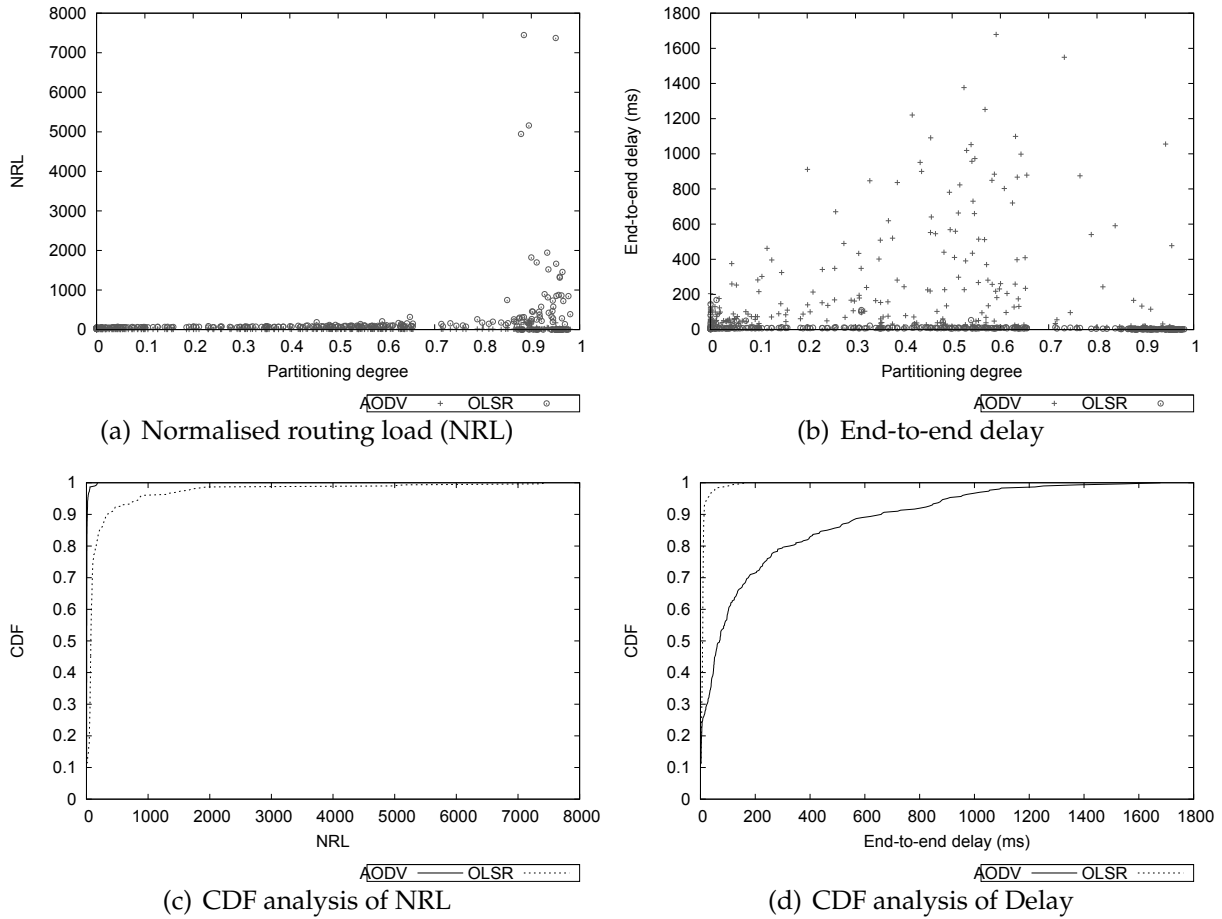 8000
7000
6000
5000
4000
3000
2000
1000
0
NRL
0 0.1 0.2 0.3 0.4 0.5 0.6 0.7 0.8 0.9 1
Partitioning degree
AODV OLSR
(a) Normalised routing load (NRL)
1800
1600
1400
1200
1000
800
600
400
200
0
End-to-end delay (ms)
0 0.1 0.2 0.3 0.4 0.5 0.6 0.7 0.8 0.9 1
Partitioning degree
AODV OLSR
(b) End-to-end delay
1
0.9
0.8
0.7
0.6
0.5
0.4
0.3
0.2
0.1
0
CDF
0 1000 2000 3000 4000 5000 6000 7000 8000
NRL
AODV OLSR
(c) CDF analysis of NRL
1
0.9
0.8
0.7
0.6
0.5
0.4
0.3
0.2
0.1
0
CDF
0 200 400 600 800 1000 1200 1400 1600 1800
End-to-end delay (ms)
AODV OLSR
(d) CDF analysis of Delay